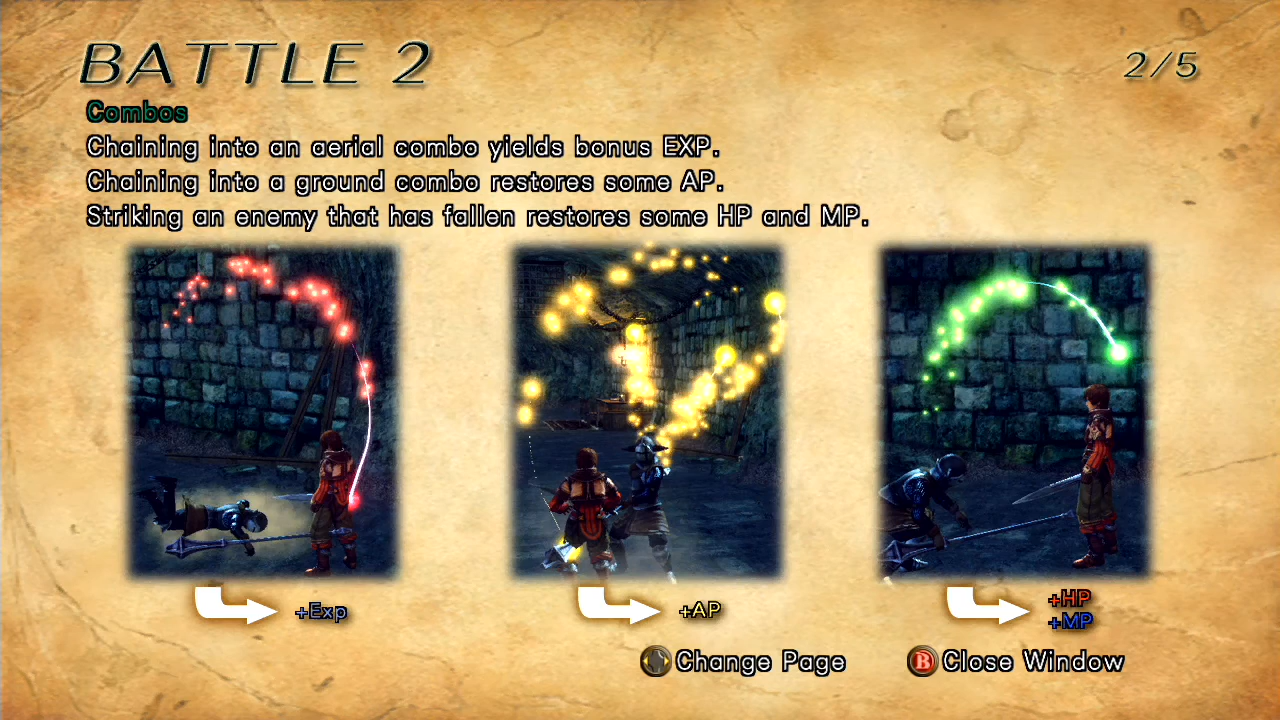 BATTLE 2
2/5
Combos
Chaining into an aerial combo yields bonus EXP.
Chaining into a ground combo restores some AP.
Striking an enemy that has fallen restores some HP and MP.
+Exp
+AP
+HP
+MP
Change Page
B Close Window